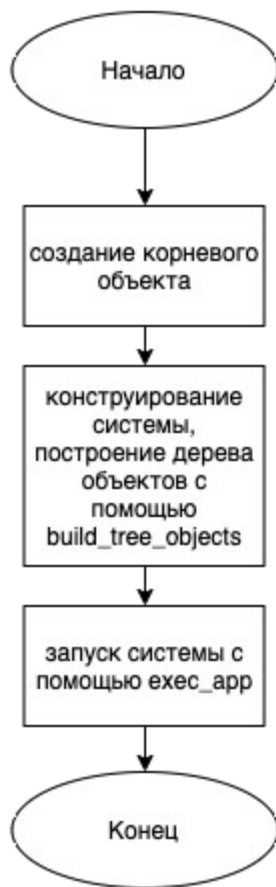 Начало
создание корневого
объекта
конструирование
системы,
построение дерева
объектов с
помощью
build_tree_objects
запуск системы с
помощью exec_app
Конец